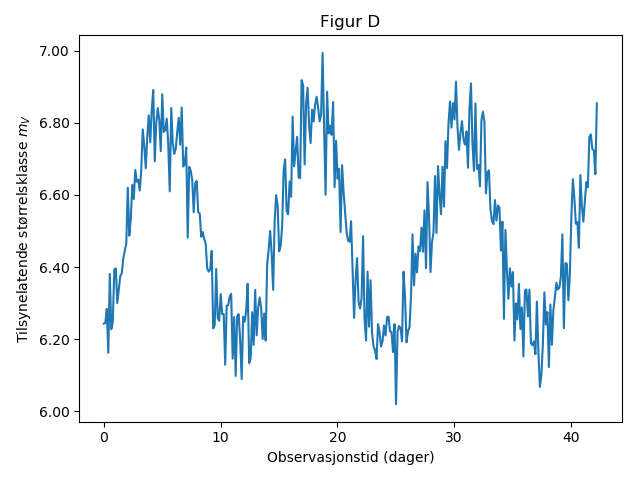 Figur D
7.00
6.80
6.60
6.40
6.20
6.00
Tilsynelatende størrelsklasse m_V
0 10 20 30 40
Observasjonstid (dager)